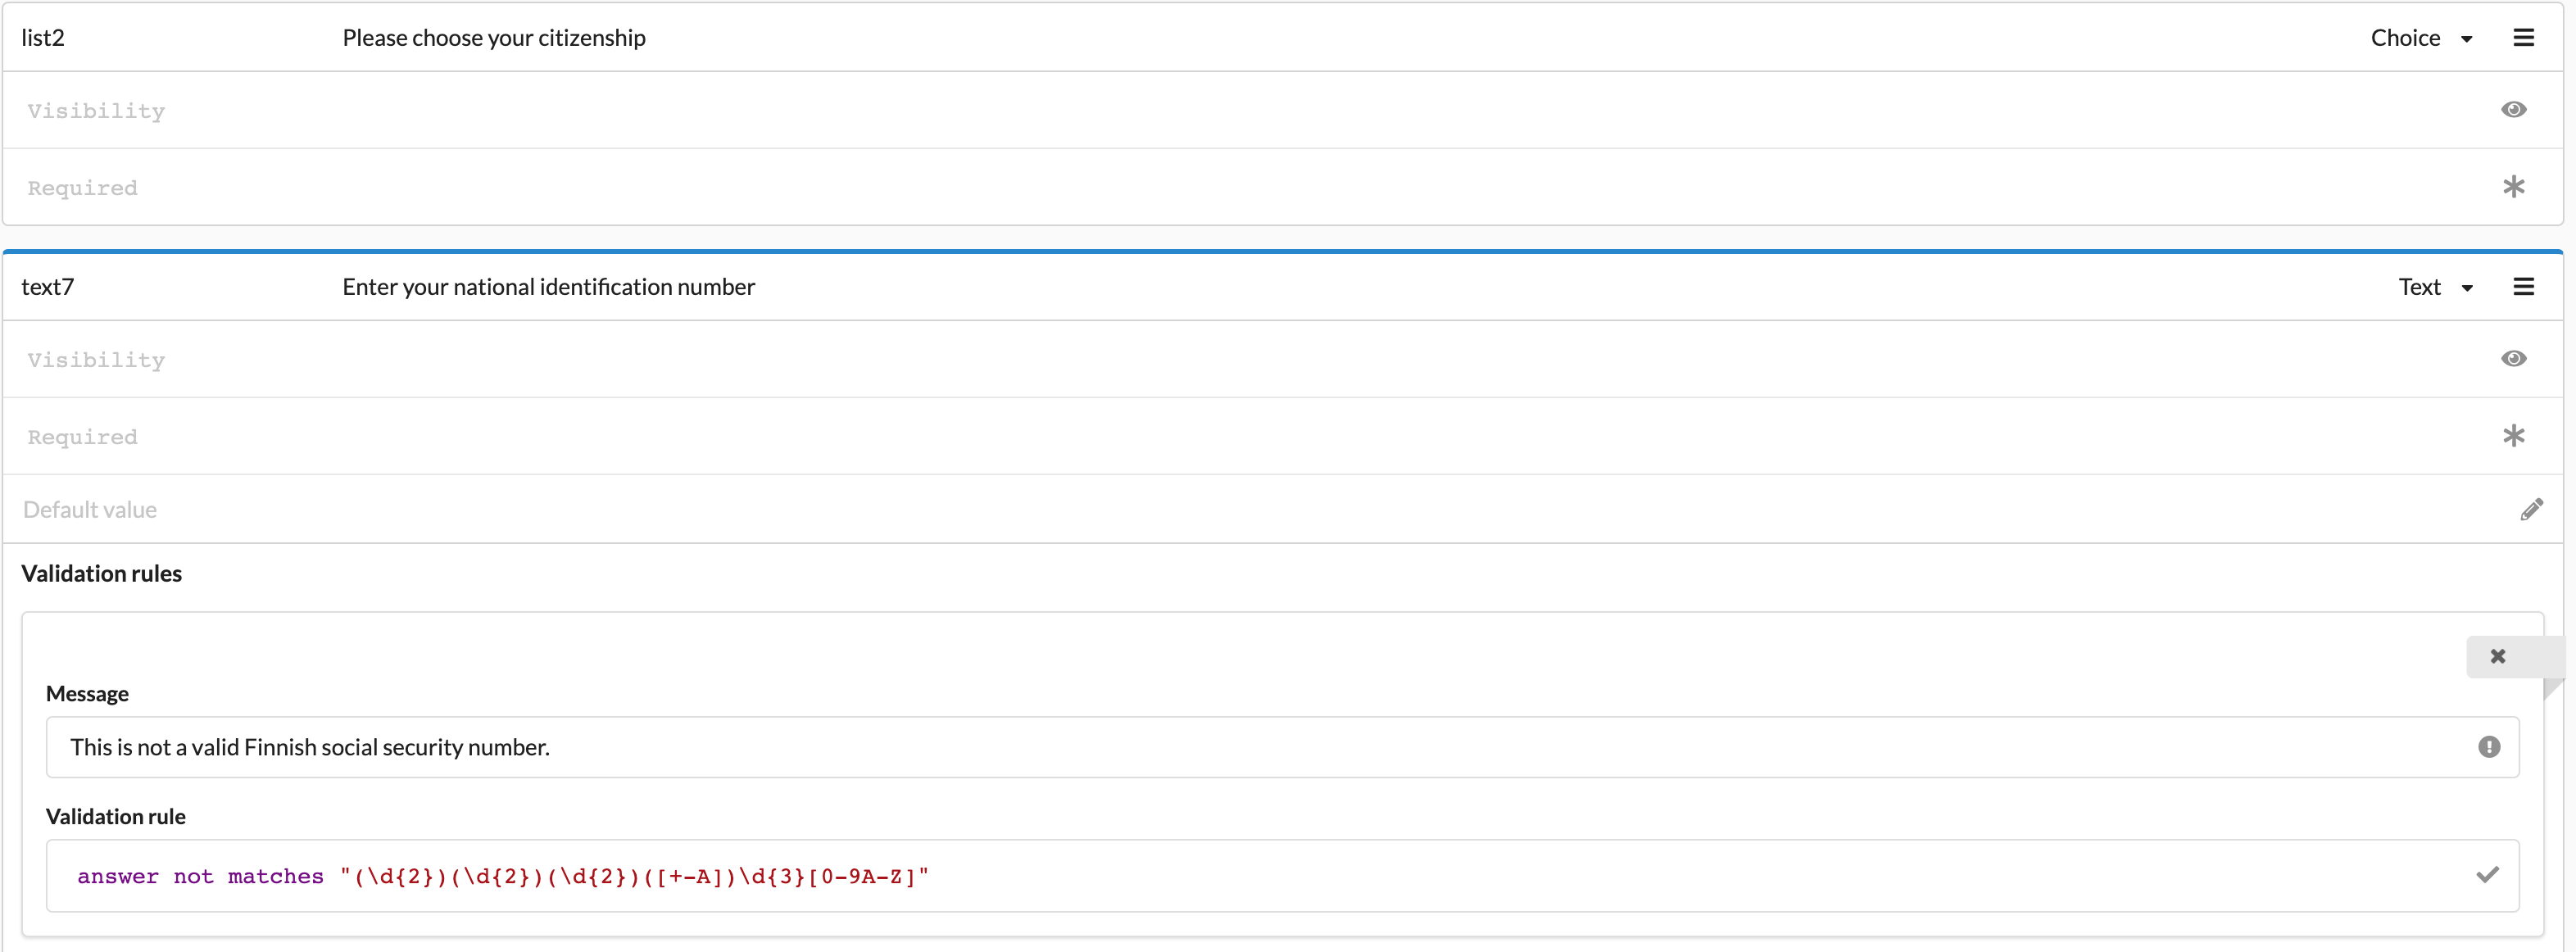 list2 Please choose your citizenship Choice
Visibility
Required
text7 Enter your national identification number Text
Visibility
Required
Default value
Validation rules
Message
This is not a valid Finnish social security number.
Validation rule
answer not matches "(\d{2})(\d{2})(\d{2})([+-A])\d{3}[0-9A-Z]"